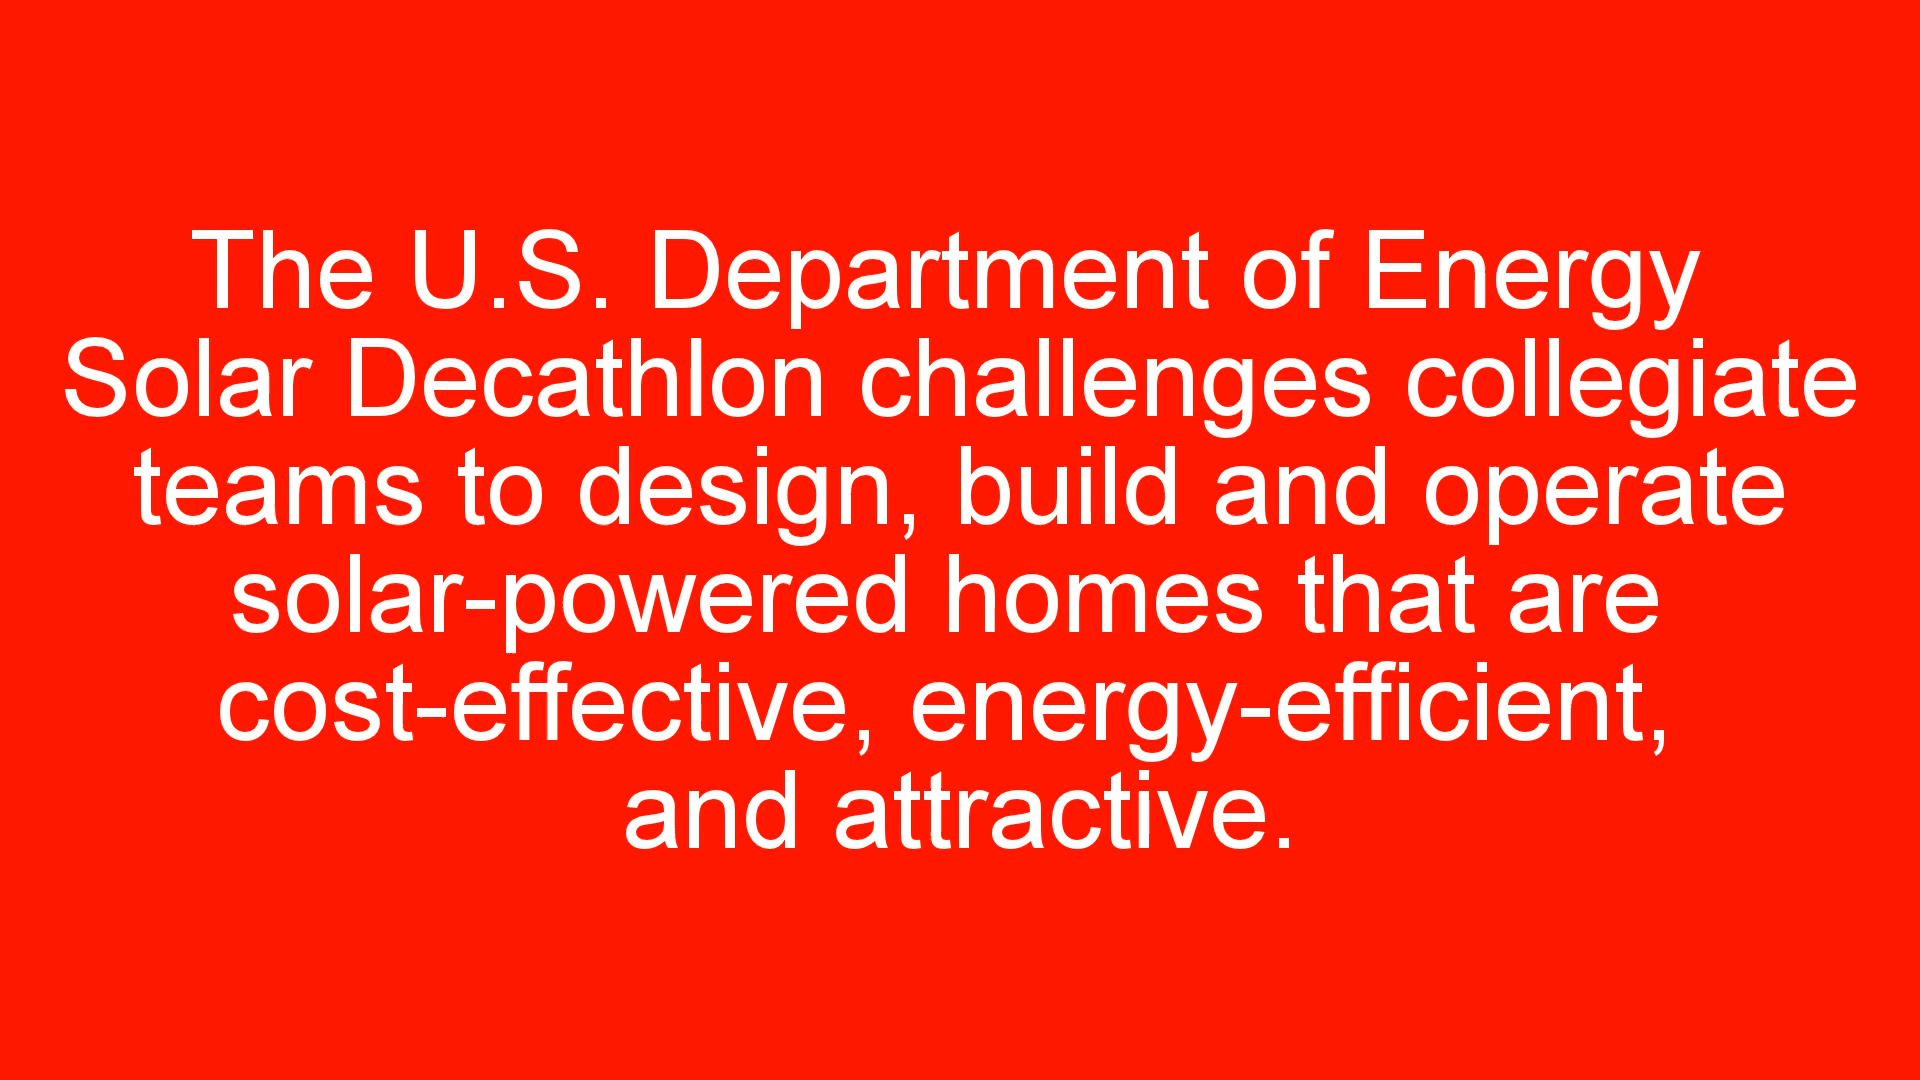 The U.S. Department of Energy
Solar Decathlon challenges collegiate
teams to design, build and operate
solar-powered homes that are
cost-effective, energy-efficient,
and attractive.